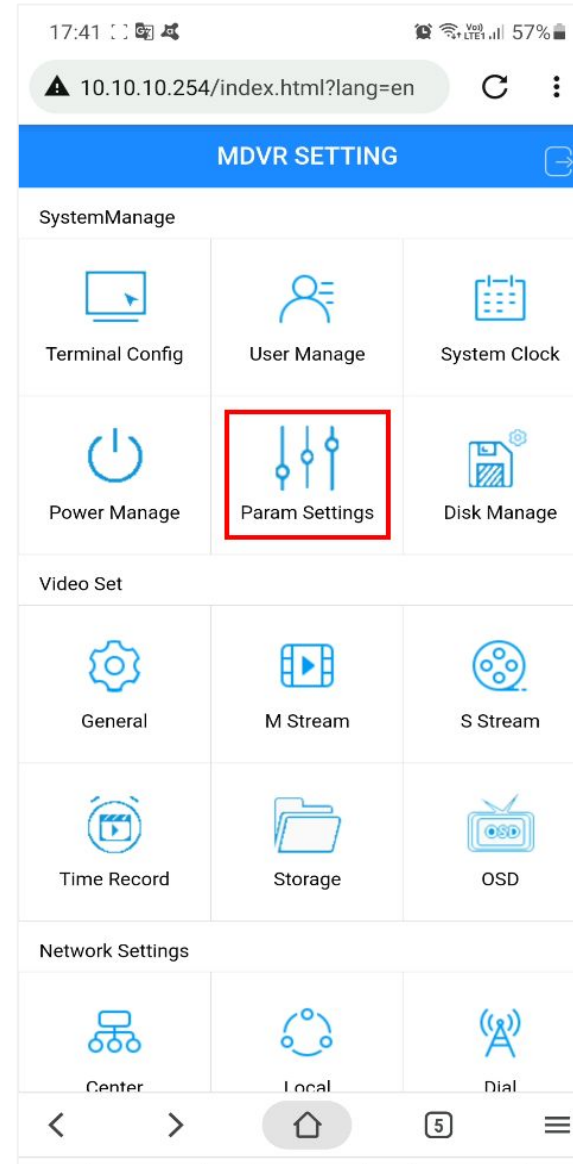 17:41 Vo)) LTE1 57%
10.10.10.254/index.html?lang=en
MDVR SETTING
SystemManage
Terminal Config User Manage System Clock
Power Manage Param Settings Disk Manage
Video Set
General M Stream S Stream
Time Record Storage OSD
OSD
Network Settings
Center Local Dial
5